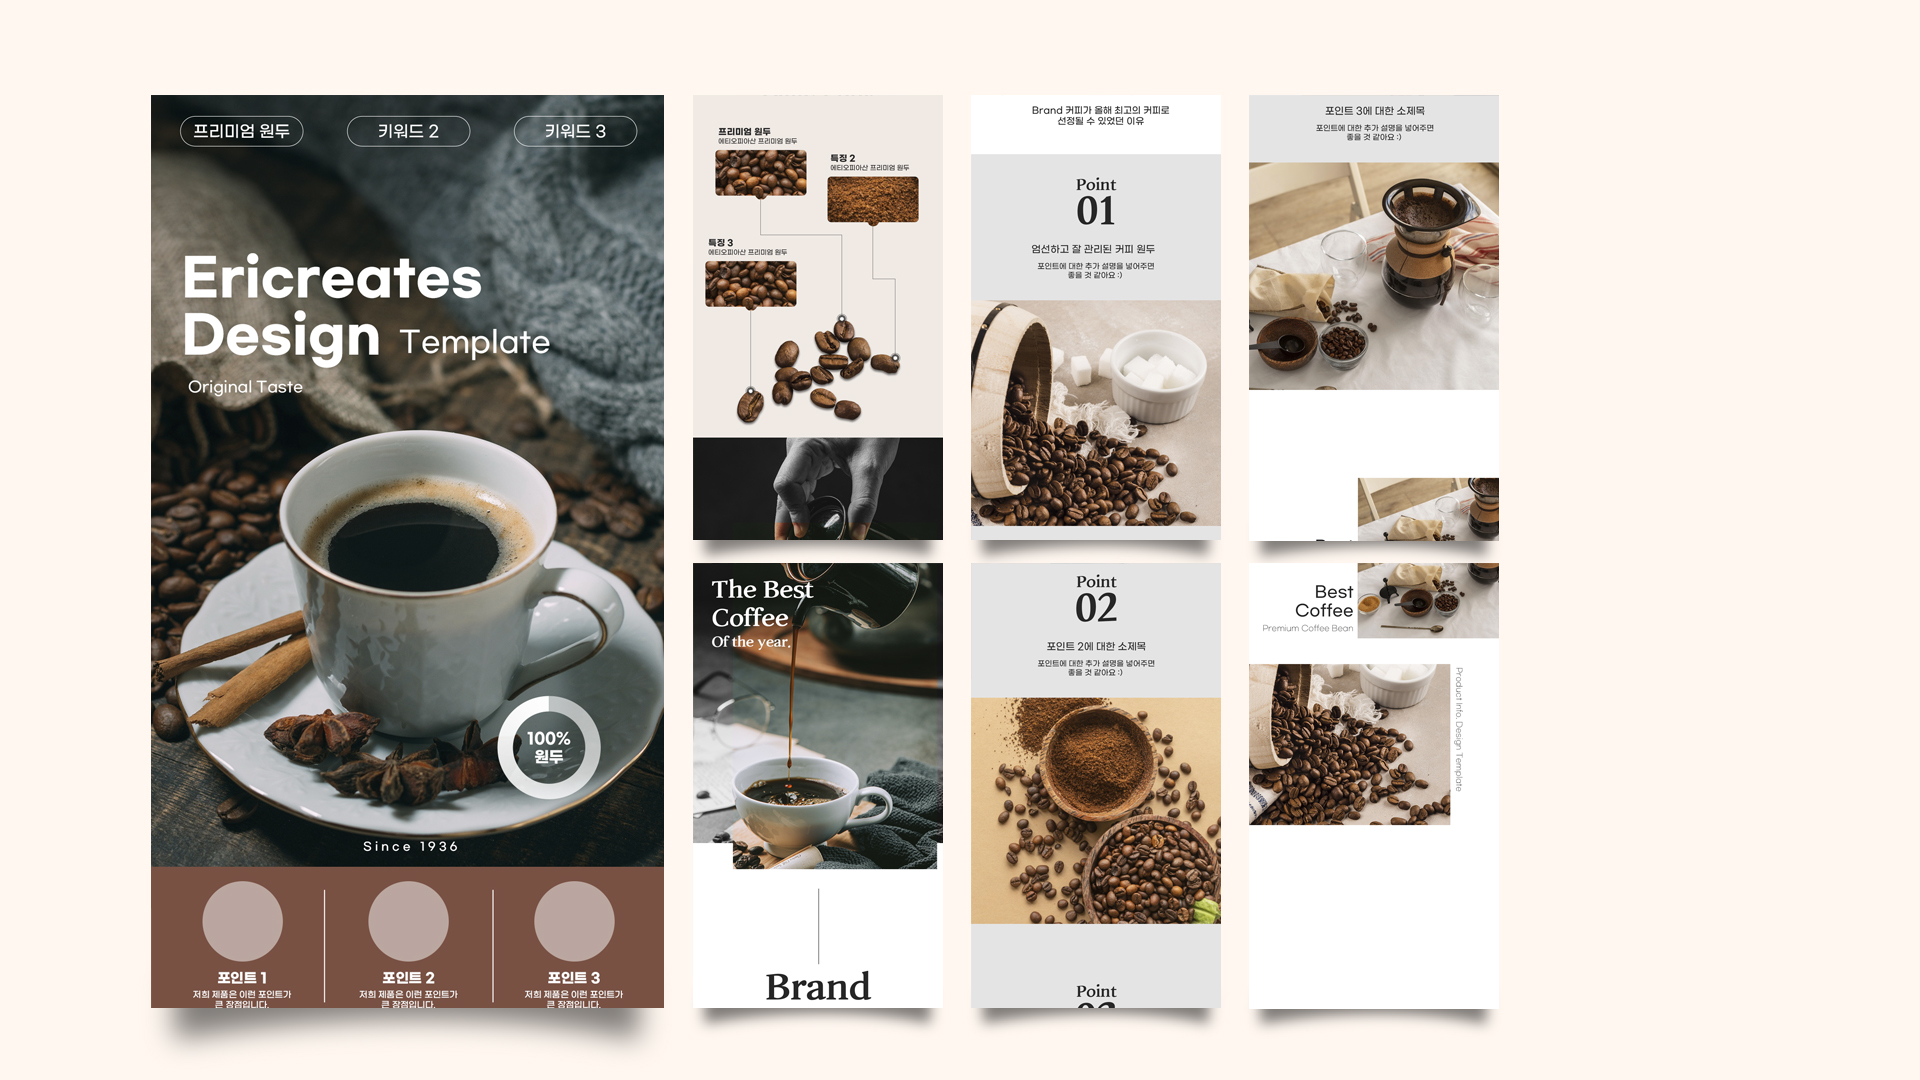 프리미엄 원두
키워드 2
키워드 3
Ericreates
Design Template
Original Taste
100%
원두
Since 1936
포인트 1
저희 제품은 이런 포인트가
큰 장점입니다.
포인트 2
저희 제품은 이런 포인트가
큰 장점입니다.
포인트 3
저희 제품은 이런 포인트가
큰 장점입니다.
프리미엄 원두
에티오피아산 프리미엄 원두
특징 2
에티오피아산 프리미엄 원두
특징 3
에티오피아산 프리미엄 원두
The Best
Coffee
Of the year.
Brand
Brand 커피가 올해 최고의 커피로
선정될 수 있었던 이유
Point
01
엄선하고 잘 관리된 커피 원두
포인트에 대한 추가 설명을 넣어주면
좋을 것 같아요 :)
Point
02
포인트 2에 대한 소제목
포인트에 대한 추가 설명을 넣어주면
좋을 것 같아요 :)
Point
03
포인트 3에 대한 소제목
포인트에 대한 추가 설명을 넣어주면
좋을 것 같아요 :)
Best
Coffee
Premium Coffee Bean
Product Info. Design Template